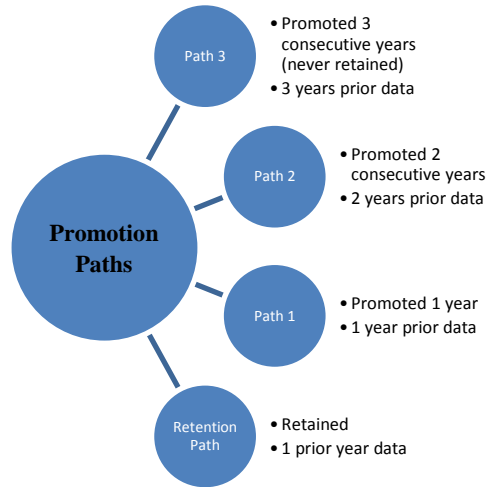 Path 3
• Promoted 3
consecutive years
(never retained)
• 3 years prior data
Path 2
• Promoted 2
consecutive years
• 2 years prior data
Promotion
Paths
Path 1
• Promoted 1 year
• 1 year prior data
Retention
Path
• Retained
• 1 prior year data